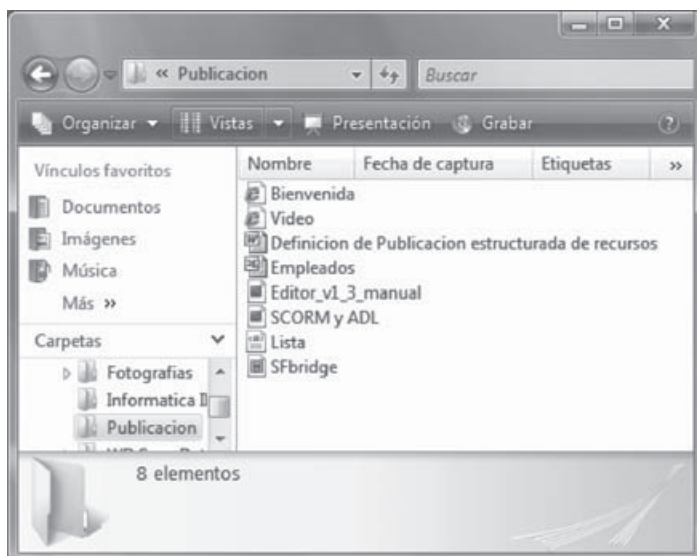 « Publicacion
Buscar
Organizar
Vistas
Presentación
Grabar
?
Vínculos favoritos
Documentos
Imágenes
Música
Más »
Carpetas
Fotografias
Informatica
Publicacion
Nombre
Fecha de captura
Etiquetas
»
Bienvenida
Video
Definicion de Publicacion estructurada de recursos
Empleados
Editor_v1_3_manual
SCORM y ADL
Lista
SFbridge
8 elementos